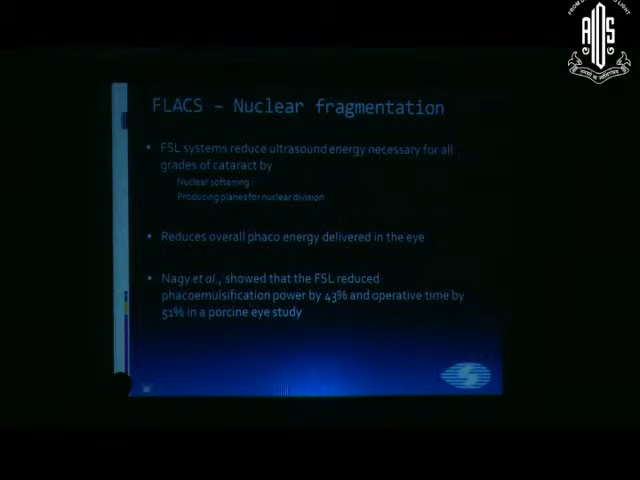 FLACS – Nuclear fragmentation
FSL systems reduce ultrasound energy necessary for all
grades of cataract by
Nuclear softening
Producing planes for nuclear division
Reduces overall phaco energy delivered in the eye
Nagy et al., showed that the FSL reduced
phacoemulsification power by 43% and operative time by
51% in a porcine eye study
AIOS